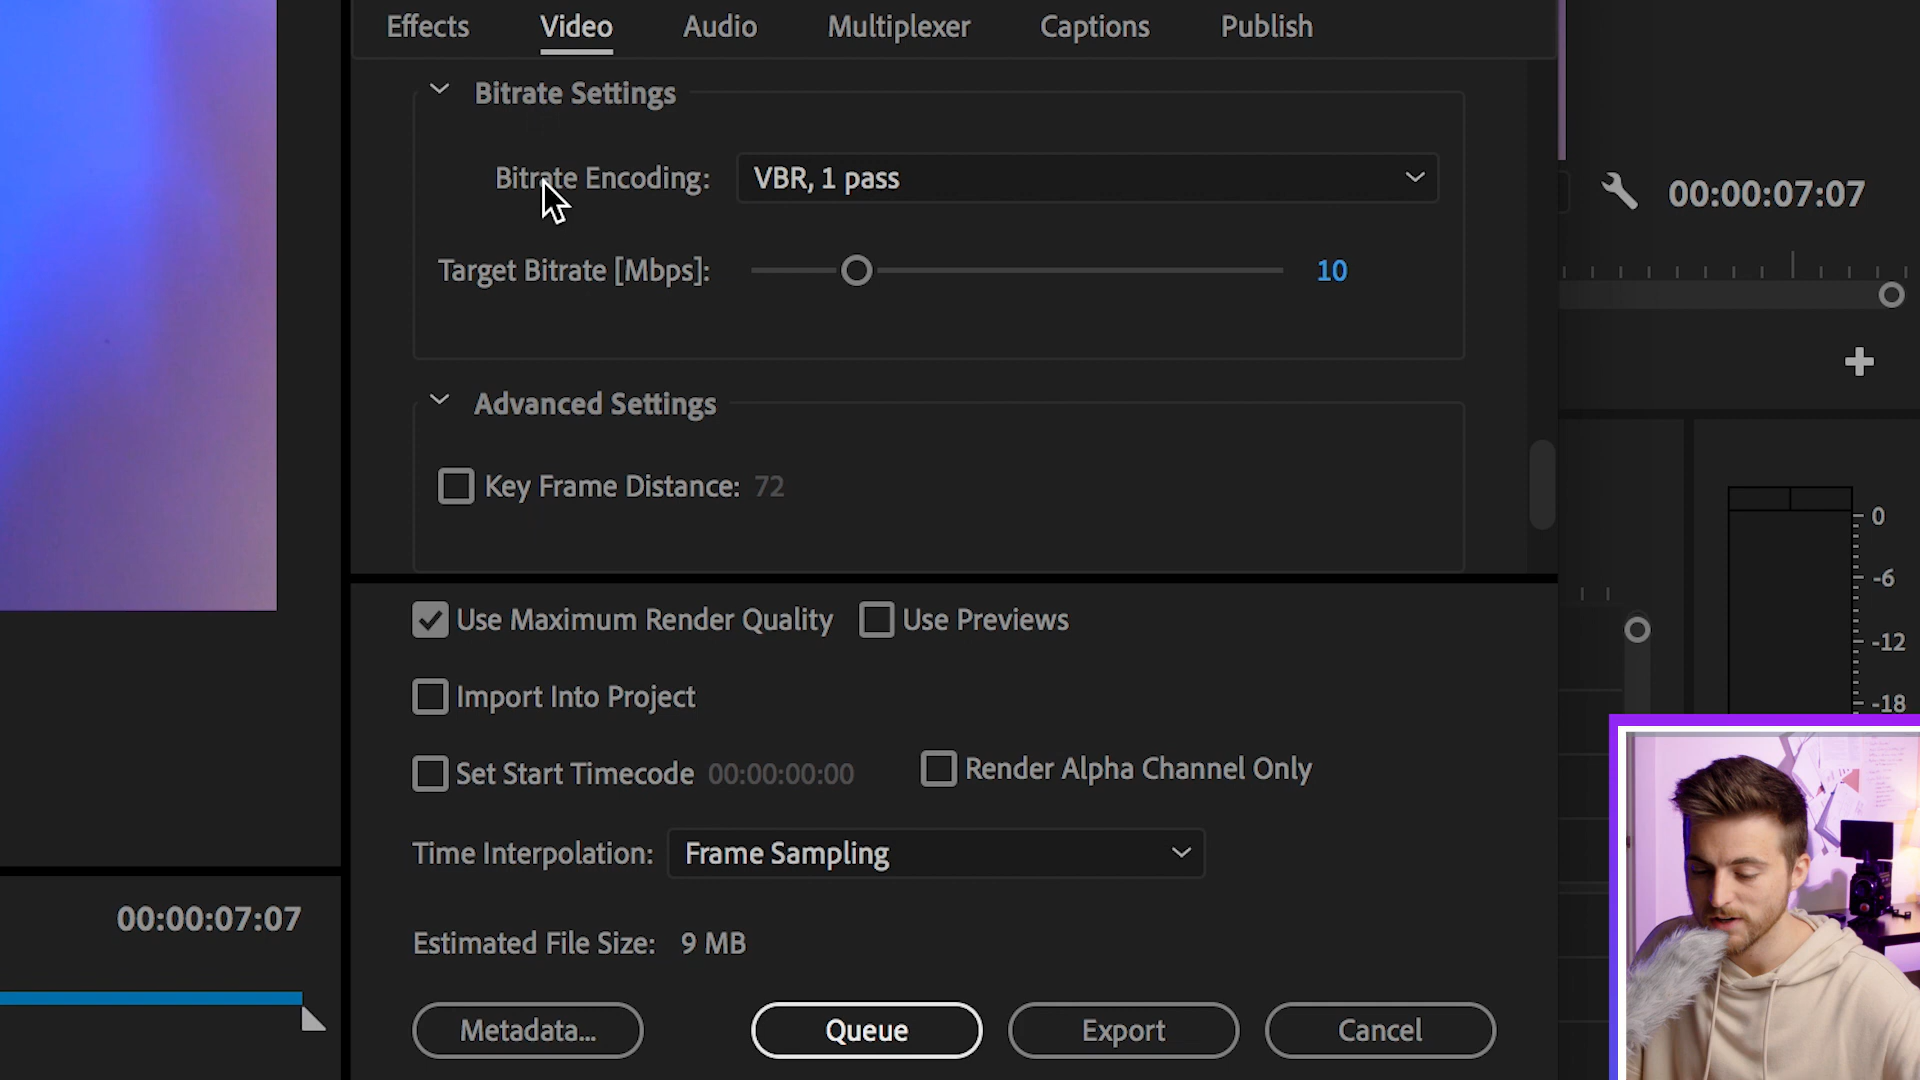 Effects Video Audio Multiplexer Captions Publish
Bitrate Settings
Bitrate Encoding: VBR, 1 pass
00:00:07:07
Target Bitrate [Mbps]: 10
Advanced Settings
Key Frame Distance: 72
0
-6
-12
-18
Use Maximum Render Quality Use Previews
Import Into Project
Set Start Timecode 00:00:00:00 Render Alpha Channel Only
Time Interpolation: Frame Sampling
00:00:07:07
Estimated File Size: 9 MB
Metadata... Queue Export Cancel